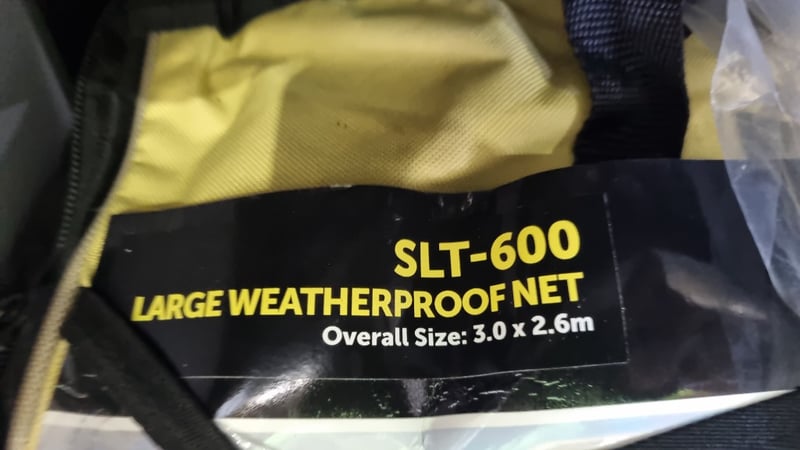 SLT-600
LARGE WEATHERPROOF NET
Overall Size: 3.0 x 2.6m